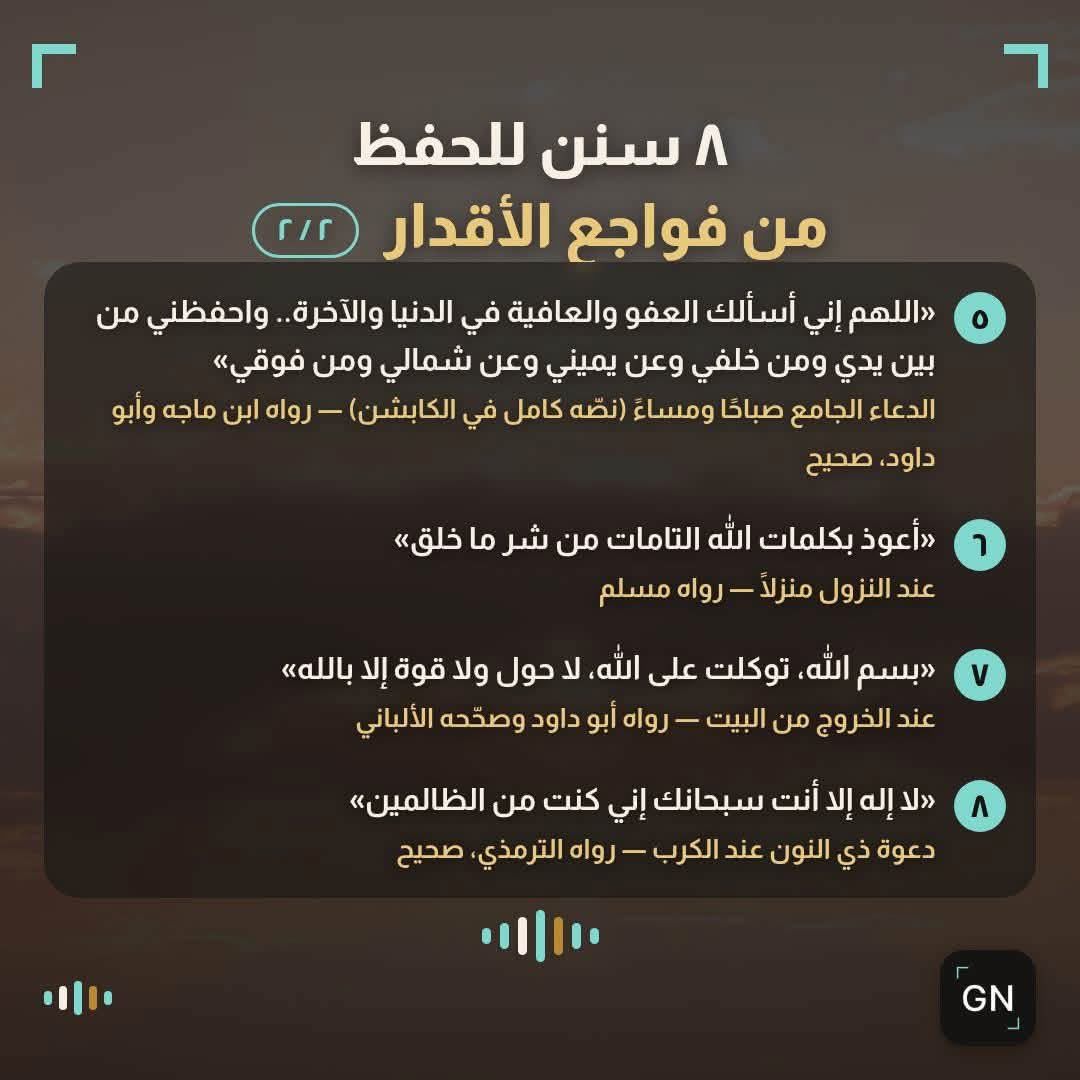 ٨ سنن للحفظ
من فواجع الأقدار ٢/٢
٥ «اللهم إني أسألك العفو والعافية في الدنيا والآخرة.. واحفظني من
بين يدي ومن خلفي وعن يميني وعن شمالي ومن فوقي»
الدعاء الجامع صباحًا ومساءً (نصّه كامل في الكابشن) — رواه ابن ماجه وأبو
داود، صحيح
٦ «أعوذ بكلمات الله التامات من شر ما خلق»
عند النزول منزلًا — رواه مسلم
٧ «بسم الله، توكلت على الله، لا حول ولا قوة إلا بالله»
عند الخروج من البيت — رواه أبو داود وصحّحه الألباني
٨ «لا إله إلا أنت سبحانك إني كنت من الظالمين»
دعوة ذي النون عند الكرب — رواه الترمذي، صحيح
GN